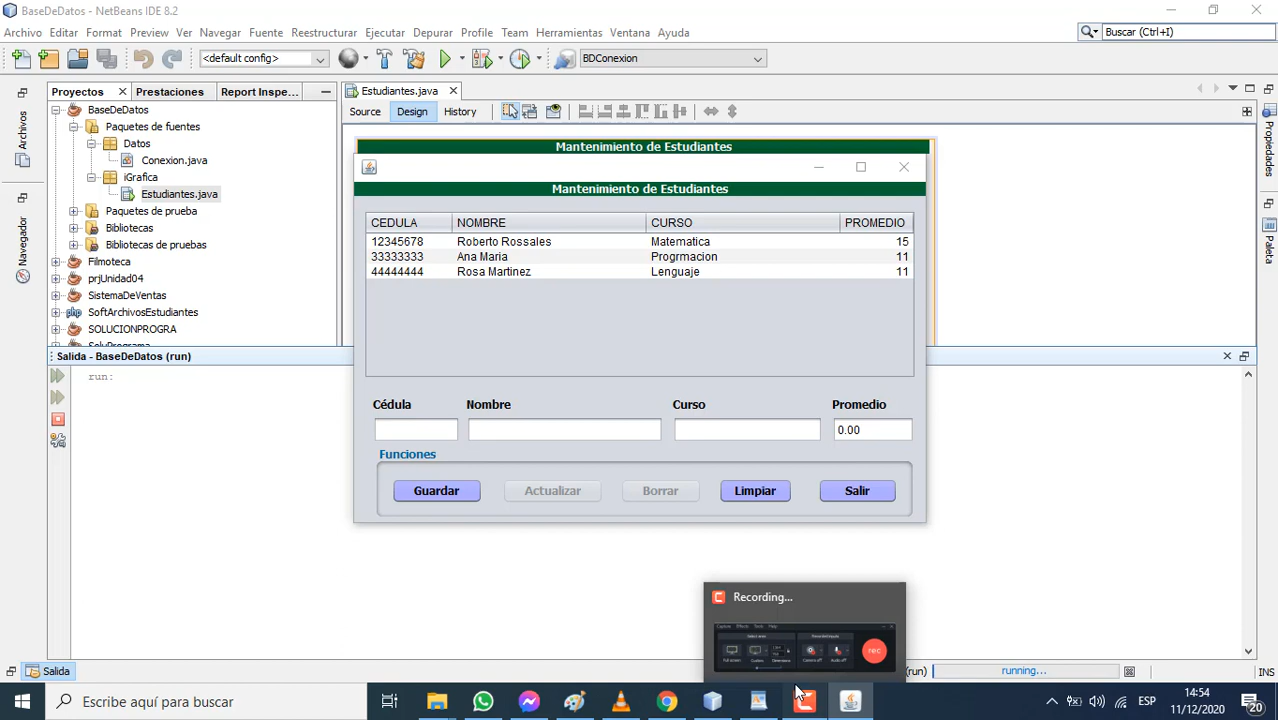 BaseDeDatos - NetBeans IDE 8.2
Archivo Editar Format Preview Ver Navegar Fuente Reestructurar Ejecutar Depurar Profile Team Herramientas Ventana Ayuda
Buscar (Ctrl+I)
<default config>
BDConexion
Proyectos
Prestaciones
Report Inspe...
Estudiantes.java
Source
Design
History
Archivos
Navegador
BaseDeDatos
Paquetes de fuentes
Datos
Conexion.java
iGrafica
Estudiantes.java
Paquetes de prueba
Bibliotecas
Bibliotecas de pruebas
Filmoteca
prjUnidad04
SistemaDeVentas
SoftArchivosEstudiantes
SOLUCIONPROGRA
SoluPrograma
Propiedades
Paleta
Mantenimiento de Estudiantes
Mantenimiento de Estudiantes
CEDULA NOMBRE CURSO PROMEDIO
12345678 Roberto Rossales Matematica 15
33333333 Ana Maria Progrmacion 11
44444444 Rosa Martinez Lenguaje 11
Cédula Nombre Curso Promedio
0.00
Funciones
Guardar Actualizar Borrar Limpiar Salir
Salida - BaseDeDatos (run)
run:
Recording...
Capture Effects Tools Help
rec
Salida
(run)
running...
INS
Escribe aquí para buscar
ESP
14:54
11/12/2020
20